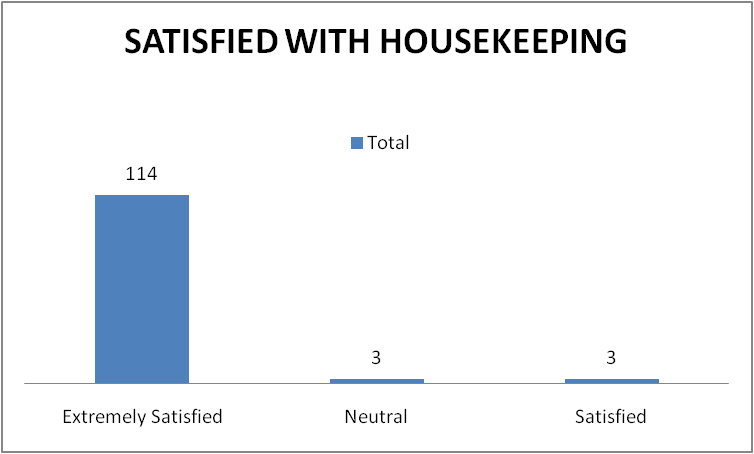 SATISFIED WITH HOUSEKEEPING
Total
114
3
3
Extremely Satisfied
Neutral
Satisfied